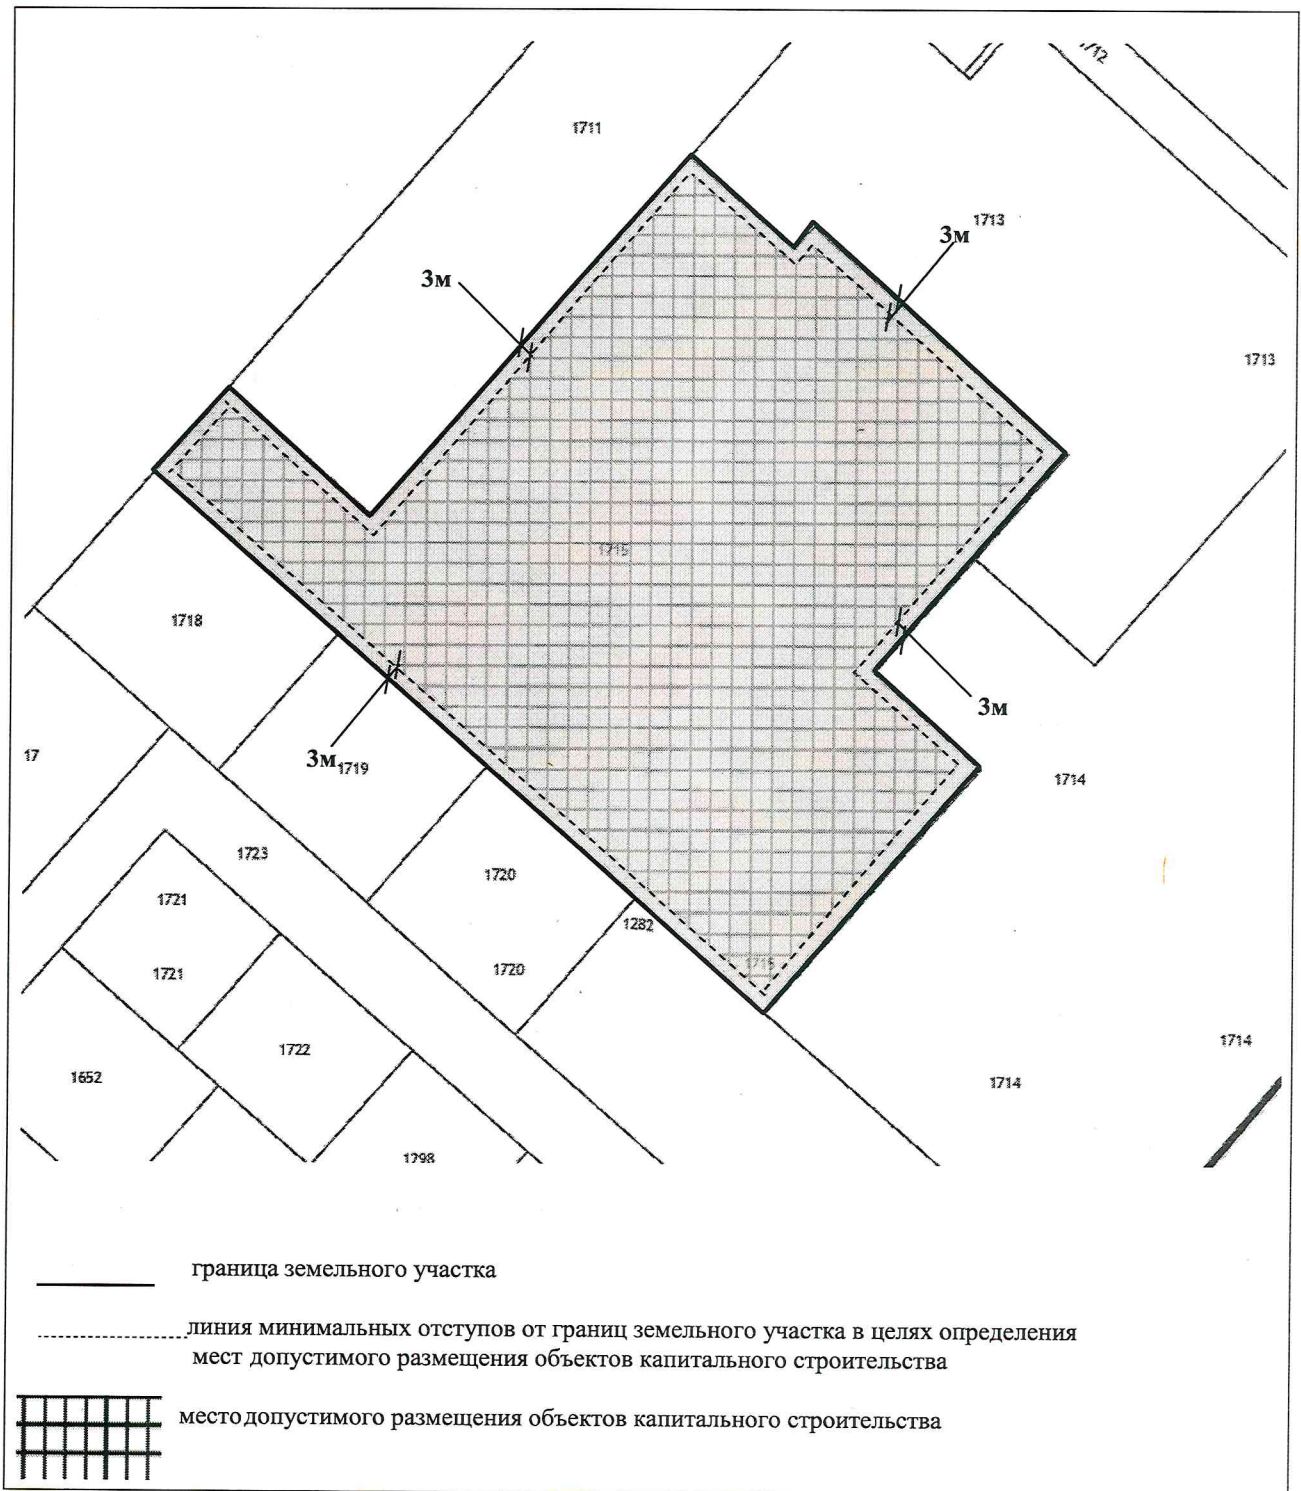 1712
1711
1713
3м
3м
1713
1715
1718
3м
17
3м
1719
1714
1723
1720
1721
1282
1715
1721
1720
1722
1714
1652
1714
1798
граница земельного участка
линия минимальных отступов от границ земельного участка в целях определения
мест допустимого размещения объектов капитального строительства
место допустимого размещения объектов капитального строительства